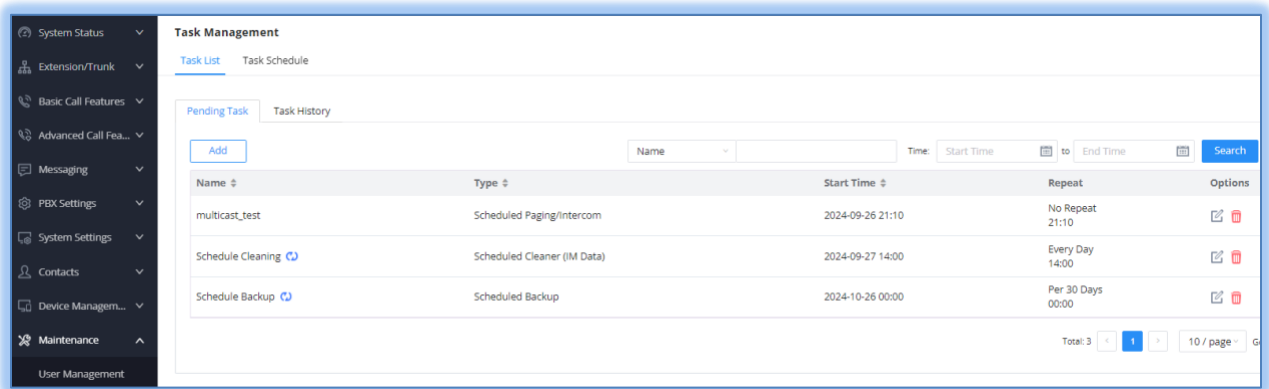 System Status
Extension/Trunk
Basic Call Features
Advanced Call Fea...
Messaging
PBX Settings
System Settings
Contacts
Device Managem...
Maintenance
User Management
Task Management
Task List Task Schedule
Pending Task Task History
Add Name Time: Start Time to End Time Search
Name Type Start Time Repeat Options
multicast_test Scheduled Paging/Intercom 2024-09-26 21:10 No Repeat
21:10
Schedule Cleaning Scheduled Cleaner (IM Data) 2024-09-27 14:00 Every Day
14:00
Schedule Backup Scheduled Backup 2024-10-26 00:00 Per 30 Days
00:00
Total: 3 1 10 / page G